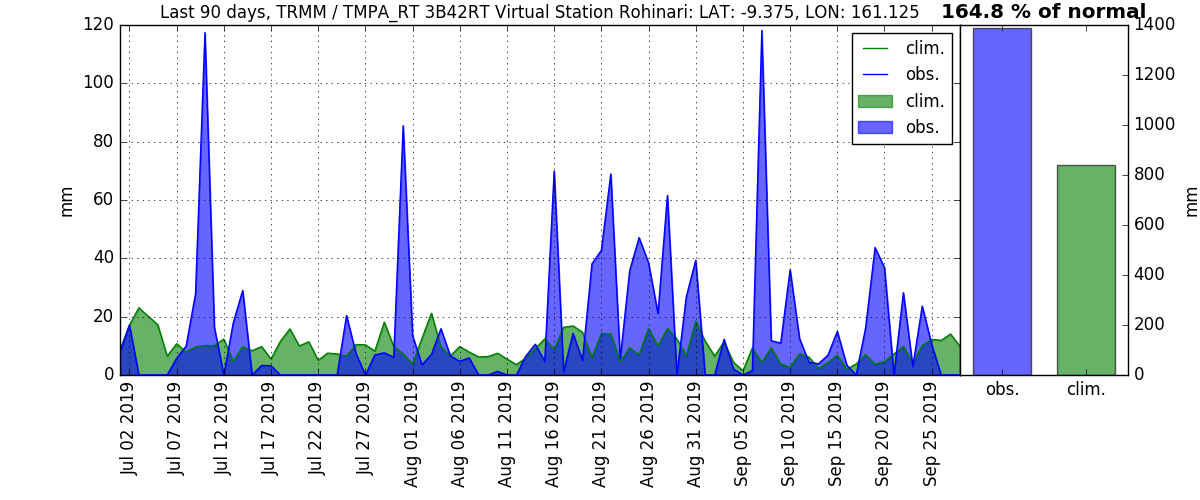 Last 90 days, TRMM / TMPA_RT 3B42RT Virtual Station Rohinari: LAT: -9.375, LON: 161.125
164.8 % of normal
120
100
80
60
40
20
0
mm
clim.
obs.
clim.
obs.
Jul 02 2019
Jul 07 2019
Jul 12 2019
Jul 17 2019
Jul 22 2019
Jul 27 2019
Aug 01 2019
Aug 06 2019
Aug 11 2019
Aug 16 2019
Aug 21 2019
Aug 26 2019
Aug 31 2019
Sep 05 2019
Sep 10 2019
Sep 15 2019
Sep 20 2019
Sep 25 2019
1400
1200
1000
800
600
400
200
0
mm
obs.
clim.